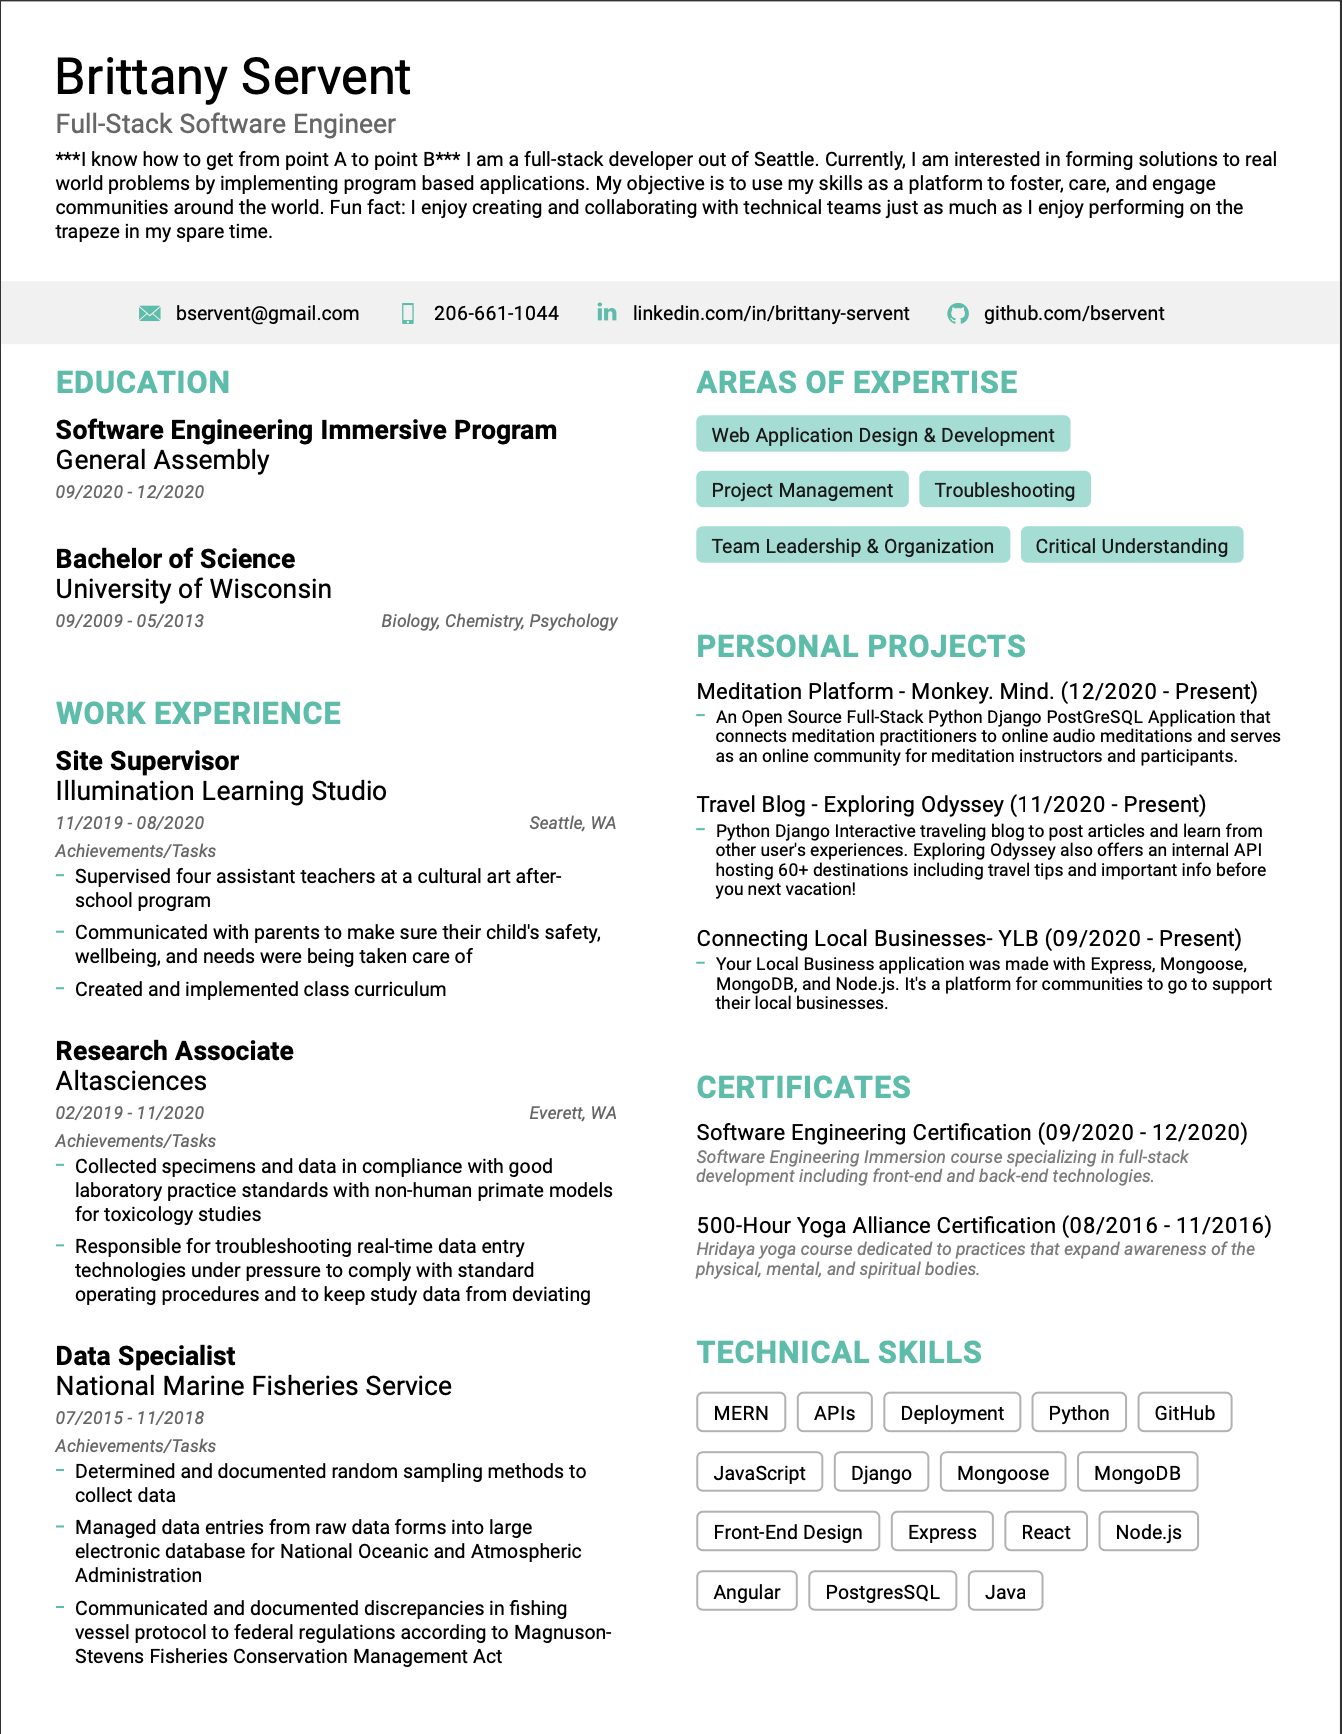 Brittany Servent
Full-Stack Software Engineer
***I know how to get from point A to point B*** I am a full-stack developer out of Seattle. Currently, I am interested in forming solutions to real
world problems by implementing program based applications. My objective is to use my skills as a platform to foster, care, and engage
communities around the world. Fun fact: I enjoy creating and collaborating with technical teams just as much as I enjoy performing on the
trapeze in my spare time.
bservent@gmail.com 206-661-1044 linkedin.com/in/brittany-servent github.com/bservent
EDUCATION
Software Engineering Immersive Program
General Assembly
09/2020 - 12/2020
Bachelor of Science
University of Wisconsin
09/2009 - 05/2013 Biology, Chemistry, Psychology
WORK EXPERIENCE
Site Supervisor
Illumination Learning Studio
11/2019 - 08/2020 Seattle, WA
Achievements/Tasks
– Supervised four assistant teachers at a cultural art after-
school program
– Communicated with parents to make sure their child's safety,
wellbeing, and needs were being taken care of
– Created and implemented class curriculum
Research Associate
Altasciences
02/2019 - 11/2020 Everett, WA
Achievements/Tasks
– Collected specimens and data in compliance with good
laboratory practice standards with non-human primate models
for toxicology studies
– Responsible for troubleshooting real-time data entry
technologies under pressure to comply with standard
operating procedures and to keep study data from deviating
Data Specialist
National Marine Fisheries Service
07/2015 - 11/2018
Achievements/Tasks
– Determined and documented random sampling methods to
collect data
– Managed data entries from raw data forms into large
electronic database for National Oceanic and Atmospheric
Administration
– Communicated and documented discrepancies in fishing
vessel protocol to federal regulations according to Magnuson-
Stevens Fisheries Conservation Management Act
AREAS OF EXPERTISE
Web Application Design & Development
Project Management Troubleshooting
Team Leadership & Organization Critical Understanding
PERSONAL PROJECTS
Meditation Platform - Monkey. Mind. (12/2020 - Present)
– An Open Source Full-Stack Python Django PostGreSQL Application that
connects meditation practitioners to online audio meditations and serves
as an online community for meditation instructors and participants.
Travel Blog - Exploring Odyssey (11/2020 - Present)
– Python Django Interactive traveling blog to post articles and learn from
other user's experiences. Exploring Odyssey also offers an internal API
hosting 60+ destinations including travel tips and important info before
you next vacation!
Connecting Local Businesses- YLB (09/2020 - Present)
– Your Local Business application was made with Express, Mongoose,
MongoDB, and Node.js. It's a platform for communities to go to support
their local businesses.
CERTIFICATES
Software Engineering Certification (09/2020 - 12/2020)
Software Engineering Immersion course specializing in full-stack
development including front-end and back-end technologies.
500-Hour Yoga Alliance Certification (08/2016 - 11/2016)
Hridaya yoga course dedicated to practices that expand awareness of the
physical, mental, and spiritual bodies.
TECHNICAL SKILLS
MERN APIs Deployment Python GitHub
JavaScript Django Mongoose MongoDB
Front-End Design Express React Node.js
Angular PostgresSQL Java